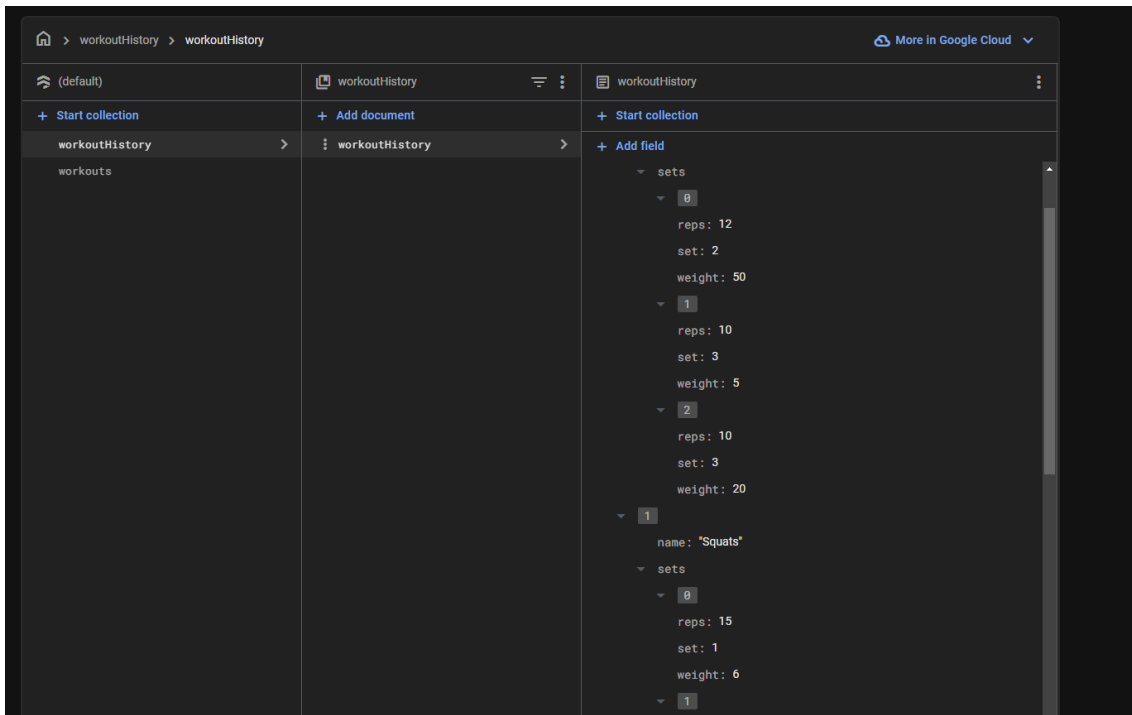 workoutHistory > workoutHistory
More in Google Cloud
(default)
workoutHistory
workoutHistory
+ Start collection
+ Add document
+ Start collection
workoutHistory
workoutHistory
+ Add field
workouts
sets
0
reps: 12
set: 2
weight: 50
1
reps: 10
set: 3
weight: 5
2
reps: 10
set: 3
weight: 20
1
name: "Squats"
sets
0
reps: 15
set: 1
weight: 6
1